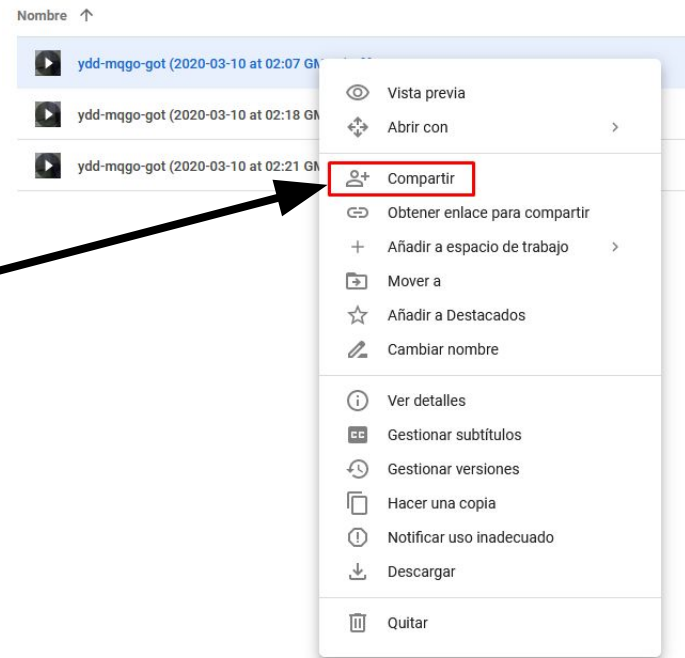 Nombre
ydd-mqgo-got (2020-03-10 at 02:07
ydd-mqgo-got (2020-03-10 at 02:18
ydd-mqgo-got (2020-03-10 at 02:21
Vista previa
Abrir con
Compartir
Obtener enlace para compartir
Añadir a espacio de trabajo
Mover a
Añadir a Destacados
Cambiar nombre
Ver detalles
CC
Gestionar subtítulos
Gestionar versiones
Hacer una copia
Notificar uso inadecuado
Descargar
Quitar